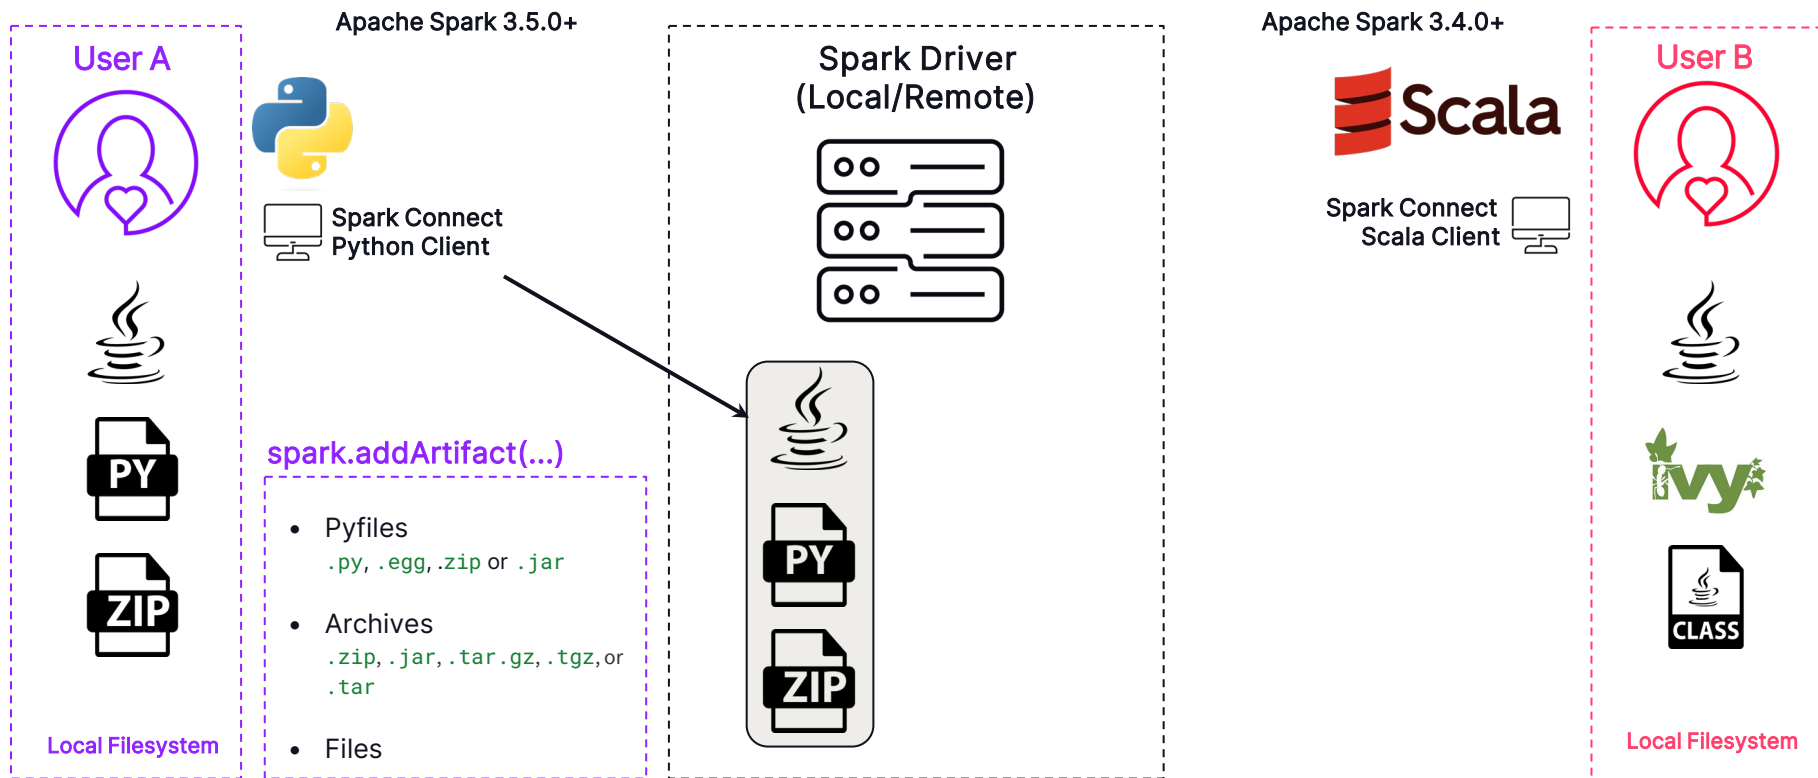 Apache Spark 3.5.0+
Apache Spark 3.4.0+
User A
Spark Driver
(Local/Remote)
User B
Scala
Spark Connect
Python Client
Spark Connect
Scala Client
PY
ZIP
Local Filesystem
spark.addArtifact(...)
• Pyfiles
.py, .egg, .zip or .jar
• Archives
.zip, .jar, .tar.gz, .tgz, or
.tar
• Files
PY
ZIP
ivy
CLASS
Local Filesystem